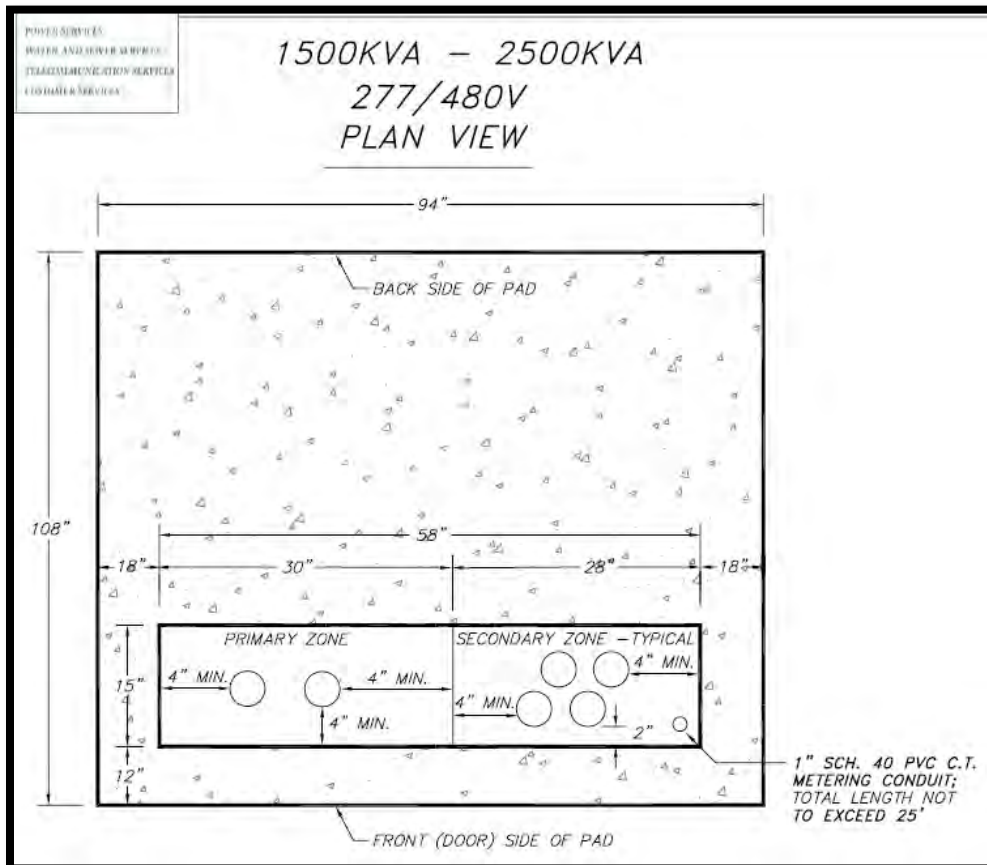 POWER SERVICES
WATER AND SEWER SERVICES
TELECOMMUNICATION SERVICES
CUSTOMER SERVICES
1500KVA – 2500KVA
277/480V
PLAN VIEW
94"
BACK SIDE OF PAD
108"
58"
18"
30"
28"
18"
PRIMARY ZONE
SECONDARY ZONE – TYPICAL
15"
4" MIN.
4" MIN.
4" MIN.
4" MIN.
4" MIN.
2"
12"
1" SCH. 40 PVC C.T.
METERING CONDUIT;
TOTAL LENGTH NOT
TO EXCEED 25'
FRONT (DOOR) SIDE OF PAD